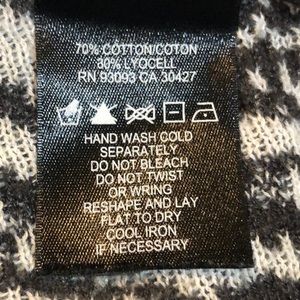 70% COTTON/COTON
30% LYOCELL
RN 93093 CA 30427
HAND WASH COLD
SEPARATELY
DO NOT BLEACH
DO NOT TWIST
OR WRING
RESHAPE AND LAY
FLAT TO DRY
COOL IRON
IF NECESSARY